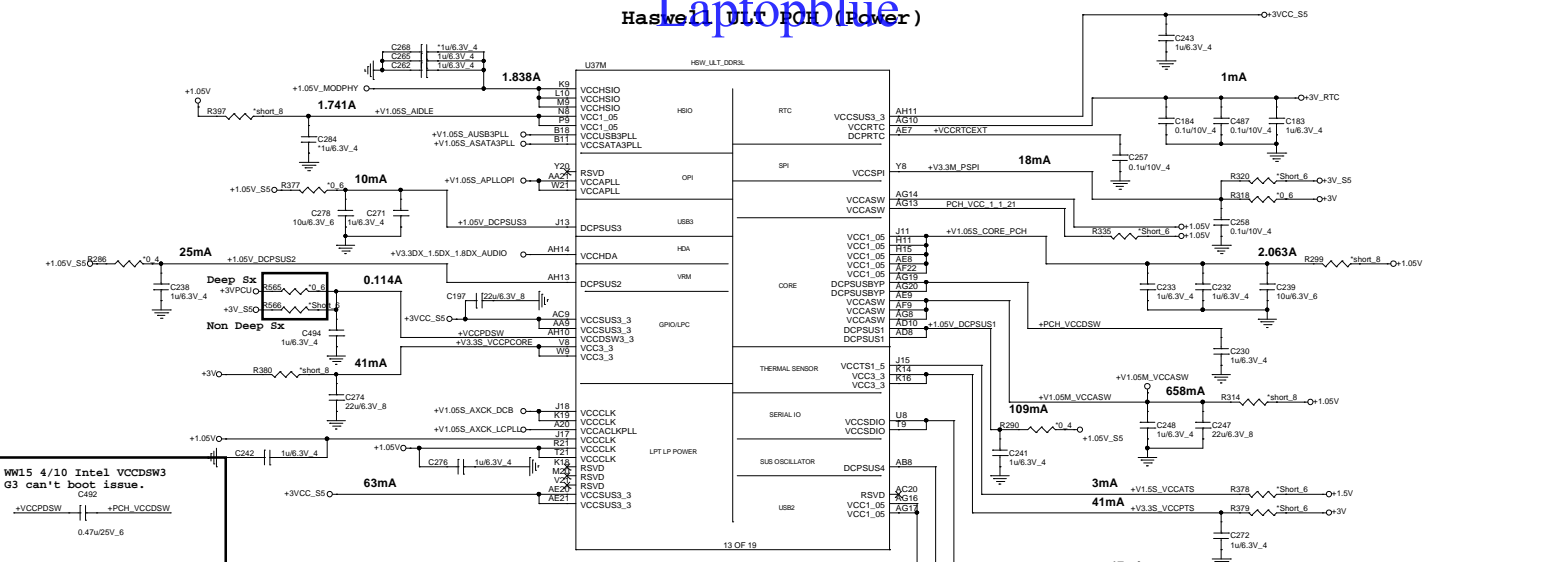 Haswell ULT PCH (Power)
Laptopblue
+3VCC_S5
C243
1u/6.3V_4
C268 *1u/6.3V_4
C265 1u/6.3V_4
C262 1u/6.3V_4
+1.05V_MODPHY
1.838A
U37M
HSW_ULT_DDR3L
+1.05V
R397 *short_8
1.741A
+V1.05S_AIDLE
C284
*1u/6.3V_4
+V1.05S_AUSB3PLL
+V1.05S_ASATA3PLL
+V1.05S_APLLOPI
+1.05V_S5
R377 *0_6
10mA
C278
10u/6.3V_6
C271
1u/6.3V_4
+1.05V_DCPSUS3
+V3.3DX_1.5DX_1.8DX_AUDIO
25mA
+1.05V_S5
R286 *0_4
+1.05V_DCPSUS2
C238
1u/6.3V_4
Deep Sx
+3VPCU
R565 *0_6
+3V_S5
R566 *Short_6
Non Deep Sx
0.114A
C494
1u/6.3V_4
C197 22u/6.3V_8
+3VCC_S5
+VCCPDSW
+V3.3S_VCCPCORE
+3V
R380 *short_8
41mA
C274
22u/6.3V_8
+V1.05S_AXCK_DCB
+V1.05S_AXCK_LCPLL
+1.05V
C242 1u/6.3V_4
+1.05V
C276 1u/6.3V_4
+3VCC_S5
63mA
WW15 4/10 Intel VCCDSW3
G3 can't boot issue.
C492
+VCCPDSW
+PCH_VCCDSW
0.47u/25V_6
K9 VCCHSIO
L10 VCCHSIO
M9 VCCHSIO
N8 VCC1_05
P9 VCC1_05
B18 VCCUSB3PLL
B11 VCCSATA3PLL
Y20 RSVD
AA21 VCCAPLL
W21 VCCAPLL
J13 DCPSUS3
AH14 VCCHDA
AH13 DCPSUS2
AC9 VCCSUS3_3
AA9 VCCSUS3_3
AH10 VCCDSW3_3
V8 VCC3_3
W9 VCC3_3
J18 VCCCLK
K19 VCCCLK
A20 VCCACLKPLL
J17 VCCCLK
R21 VCCCLK
T21 VCCCLK
K18 RSVD
M20 RSVD
V21 RSVD
AE20 VCCSUS3_3
AE21 VCCSUS3_3
HSIO
OPI
USB3
HDA
VRM
GPIO/LPC
LPT LP POWER
RTC
SPI
CORE
THERMAL SENSOR
SERIAL IO
SUS OSCILLATOR
USB2
13 OF 19
VCCSUS3_3 AH11
VCCRTC AG10
DCPRTC AE7
VCCSPI Y8
VCCASW AG14
VCCASW AG13
VCC1_05 J11
VCC1_05 H11
VCC1_05 H15
VCC1_05 AE8
VCC1_05 AF22
DCPSUSBYP AG19
DCPSUSBYP AG20
VCCASW AE9
VCCASW AF9
VCCASW AG8
DCPSUS1 AD10
DCPSUS1 AD8
VCCTS1_5 J15
VCC3_3 K14
VCC3_3 K16
VCCSDIO U8
VCCSDIO T9
DCPSUS4 AB8
RSVD AC20
VCC1_05 AG16
VCC1_05 AG17
1mA
+3V_RTC
C184
0.1u/10V_4
C487
0.1u/10V_4
C183
1u/6.3V_4
+VCCRTCEXT
C257
0.1u/10V_4
+V3.3M_PSPI
18mA
R320 *Short_6
+3V_S5
R318 *0_6
+3V
C258
0.1u/10V_4
PCH_VCC_1_1_21
+1.05V
R335 *Short_6
+1.05V
+V1.05S_CORE_PCH
2.063A
R299 *short_8
+1.05V
C233
1u/6.3V_4
C232
1u/6.3V_4
C239
10u/6.3V_6
+PCH_VCCDSW
+1.05V_DCPSUS1
C230
1u/6.3V_4
+V1.05M_VCCASW
+V1.05M_VCCASW
658mA
R314 *short_8
+1.05V
C248
1u/6.3V_4
C247
22u/6.3V_8
109mA
R290 *0_4
+1.05V_S5
C241
1u/6.3V_4
3mA
+V1.5S_VCCATS
R378 *Short_6
+1.5V
41mA
+V3.3S_VCCPTS
R379 *Short_6
+3V
C272
1u/6.3V_4